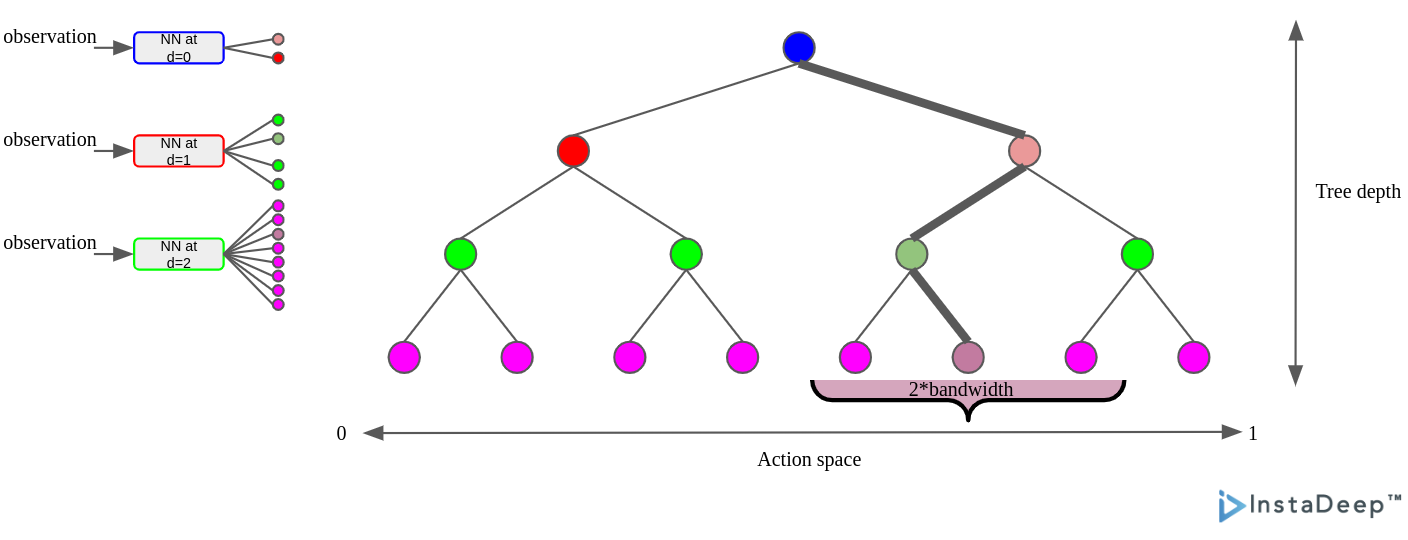 observation
NN at
d=0
observation
NN at
d=1
observation
NN at
d=2
Tree depth
2*bandwidth
0
1
Action space
InstaDeep™